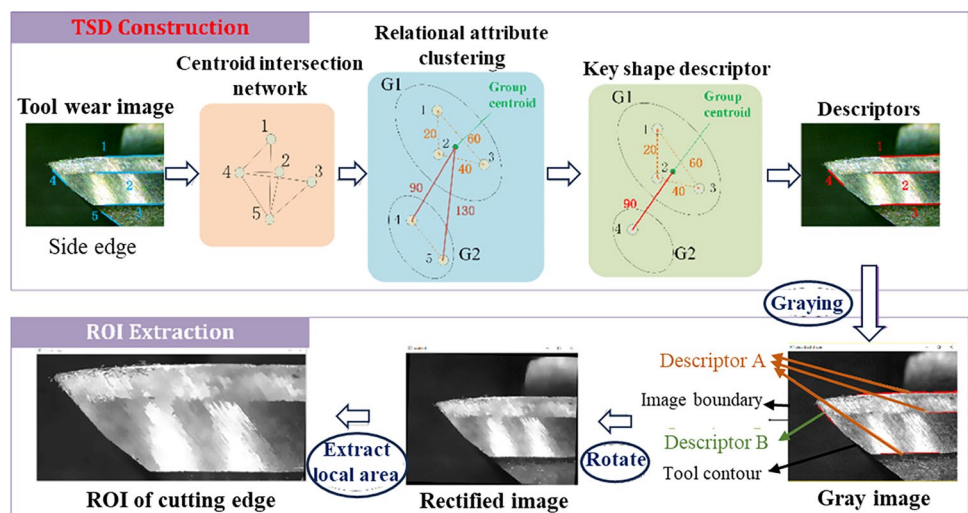 TSD Construction
Tool wear image
1
2
3
4
5
Side edge
Centroid intersection
network
1
2
3
4
5
Relational attribute
clustering
G1
Group
centroid
1
20
60
2
40
3
90
130
4
5
G2
Key shape descriptor
G1
Group
centroid
1
20
60
2
40
3
90
4
G2
Descriptors
1
2
3
4
Graying
ROI Extraction
ROI of cutting edge
Extract
local area
Rectified image
Rotate
Descriptor A
Image boundary
Descriptor B
Tool contour
Gray image